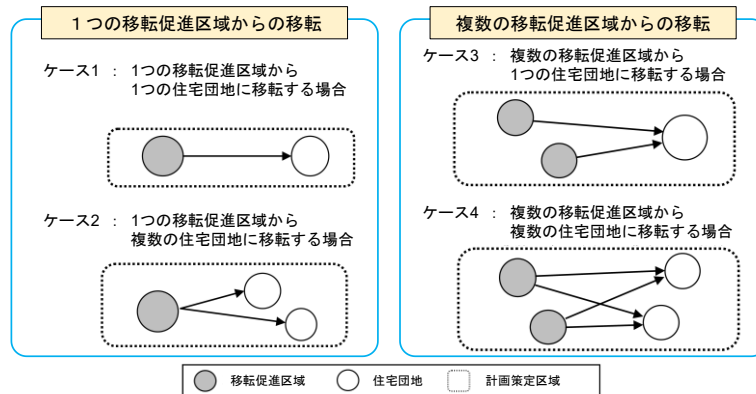 １つの移転促進区域からの移転
ケース1 ： 1つの移転促進区域から
1つの住宅団地に移転する場合
ケース2 ： 1つの移転促進区域から
複数の住宅団地に移転する場合
複数の移転促進区域からの移転
ケース3 ： 複数の移転促進区域から
1つの住宅団地に移転する場合
ケース4 ： 複数の移転促進区域から
複数の住宅団地に移転する場合
移転促進区域 住宅団地 計画策定区域